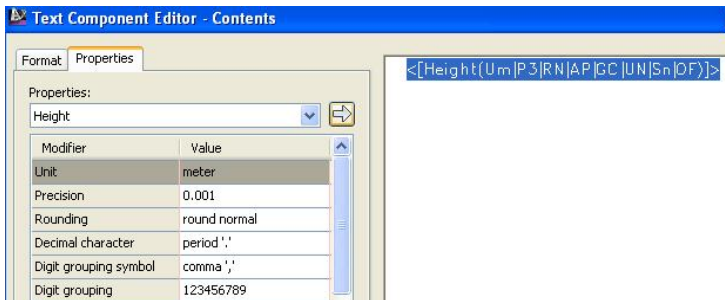 Text Component Editor - Contents
Format Properties
<[Height(Um|P3|RN|AP|GC|UN|Sn|OF)]>
Properties:
Height
Modifier Value
Unit meter
Precision 0.001
Rounding round normal
Decimal character period '.'
Digit grouping symbol comma ','
Digit grouping 123456789